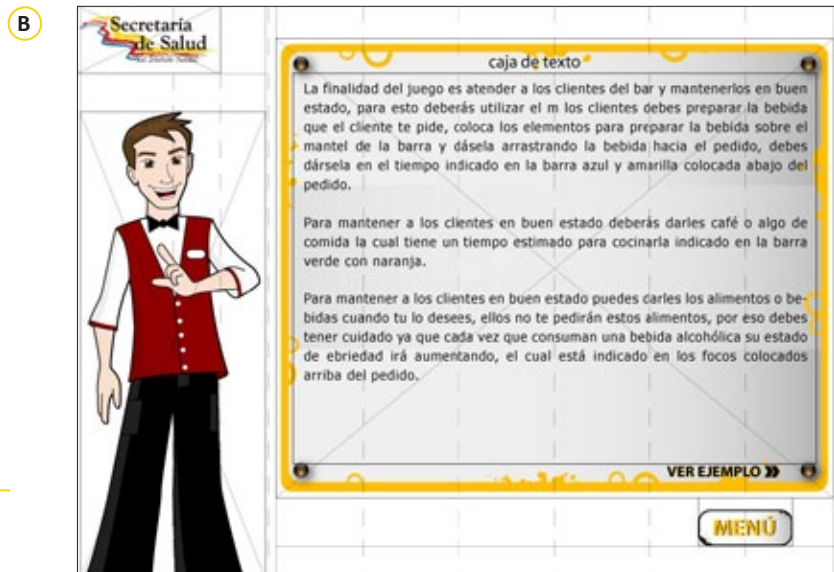 B
Secretaría
de Salud
caja de texto
La finalidad del juego es atender a los clientes del bar y mantenerlos en buen
estado, para esto deberás utilizar el m los clientes debes preparar la bebida
que el cliente te pide, coloca los elementos para preparar la bebida sobre el
mantel de la barra y dásela arrastrando la bebida hacia el pedido, debes
dársela en el tiempo indicado en la barra azul y amarilla colocada abajo del
pedido.
Para mantener a los clientes en buen estado deberás darles café o algo de
comida la cual tiene un tiempo estimado para cocinarla indicado en la barra
verde con naranja.
Para mantener a los clientes en buen estado puedes carles los alimentos o be-
bidas cuando tu lo desees, ellos no te pedirán estos alimentos, por eso debes
tener cuidado ya que cada vez que consuman una bebida alcohólica su estado
de ebriedad irá aumentando, el cual está indicado en los focos colocados
arriba del pedido.
VER EJEMPLO
MENÚ